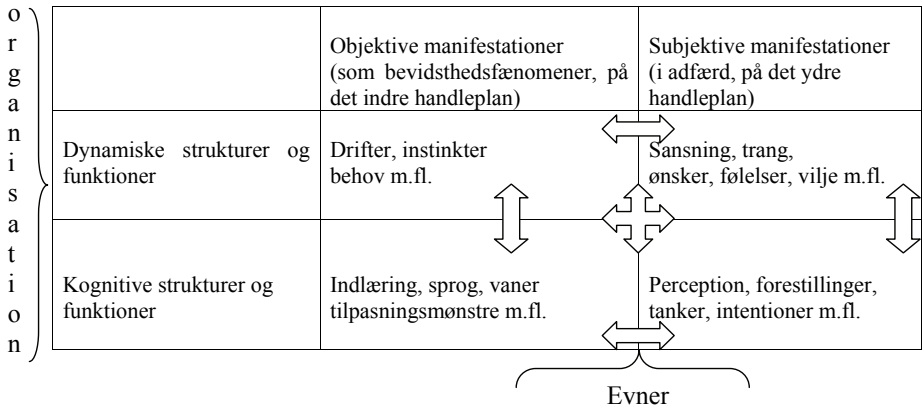 organisation
Objektive manifestationer
(som bevidsthedsfænomener, på
det indre handleplan)
Subjektive manifestationer
(i adfærd, på det ydre
handleplan)
Dynamiske strukturer og
funktioner
Drifter, instinkter
behov m.fl.
Sansning, trang,
ønsker, følelser, vilje m.fl.
Kognitive strukturer og
funktioner
Indlæring, sprog, vaner
tilpasningsmønstre m.fl.
Perception, forestillinger,
tanker, intentioner m.fl.
Evner